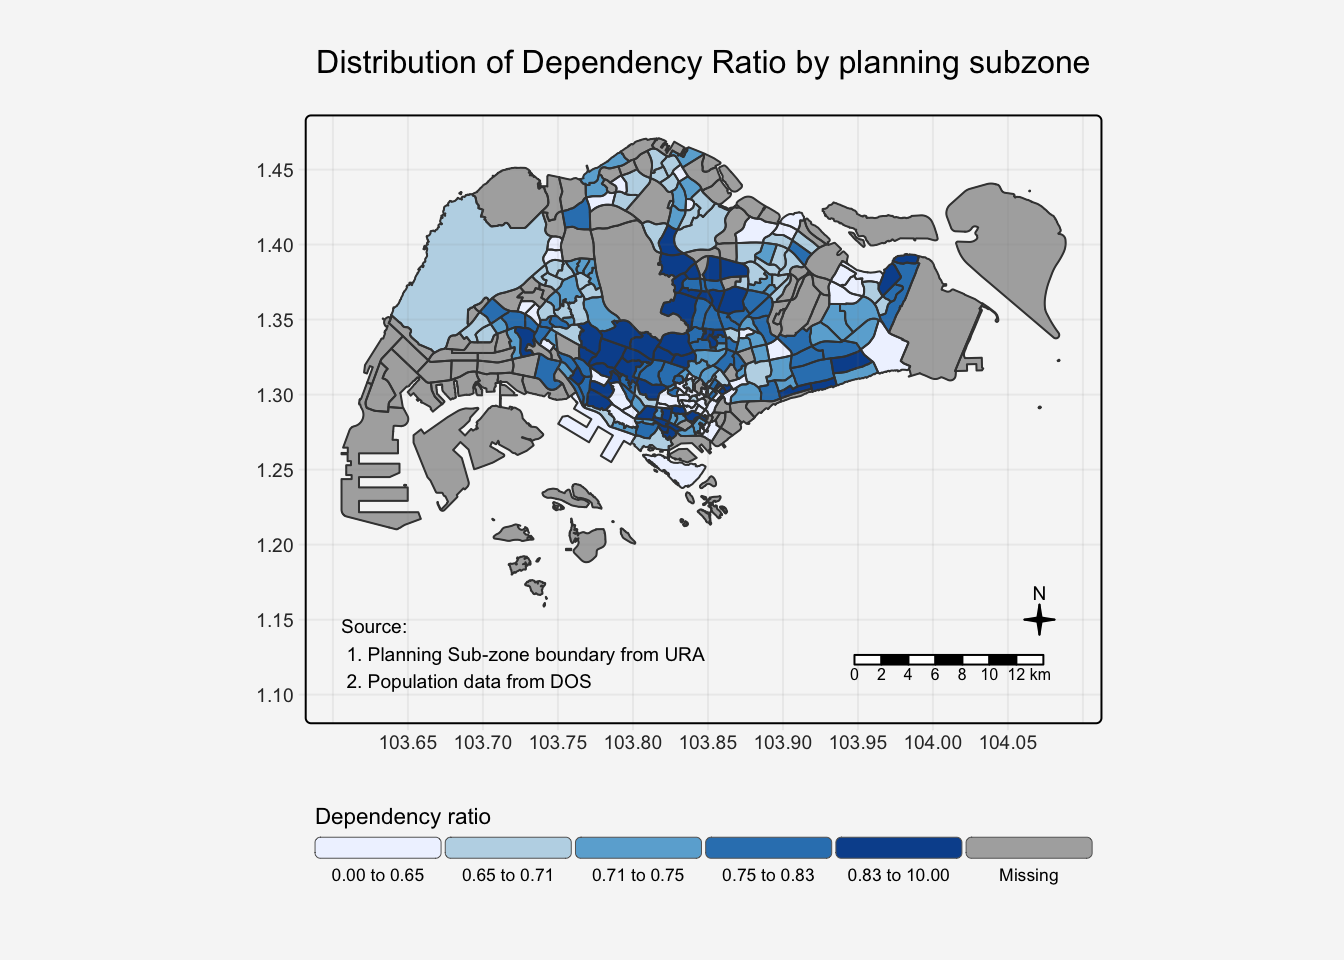 Distribution of Dependency Ratio by planning subzone
1.45
1.40
1.35
1.30
1.25
1.20
1.15
1.10
N
Source:
1. Planning Sub-zone boundary from URA
2. Population data from DOS
0 2 4 6 8 10 12 km
103.65 103.70 103.75 103.80 103.85 103.90 103.95 104.00 104.05
Dependency ratio
0.00 to 0.65 0.65 to 0.71 0.71 to 0.75 0.75 to 0.83 0.83 to 10.00 Missing